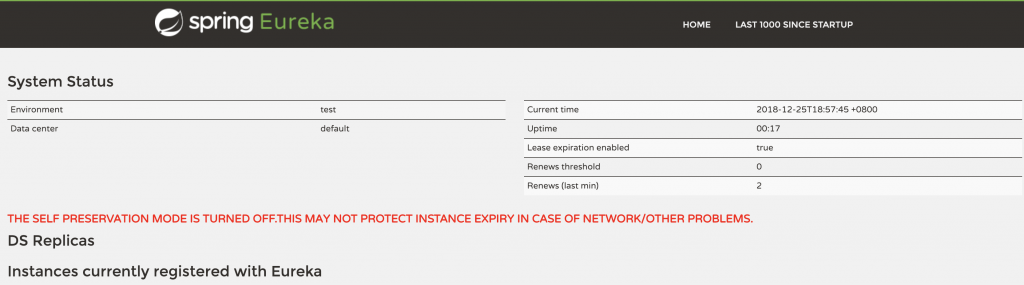 spring Eureka
HOME LAST 1000 SINCE STARTUP
System Status
Environment test
Data center default
Current time 2018-12-25T18:57:45 +0800
Uptime 00:17
Lease expiration enabled true
Renews threshold 0
Renews (last min) 2
THE SELF PRESERVATION MODE IS TURNED OFF.THIS MAY NOT PROTECT INSTANCE EXPIRY IN CASE OF NETWORK/OTHER PROBLEMS.
DS Replicas
Instances currently registered with Eureka